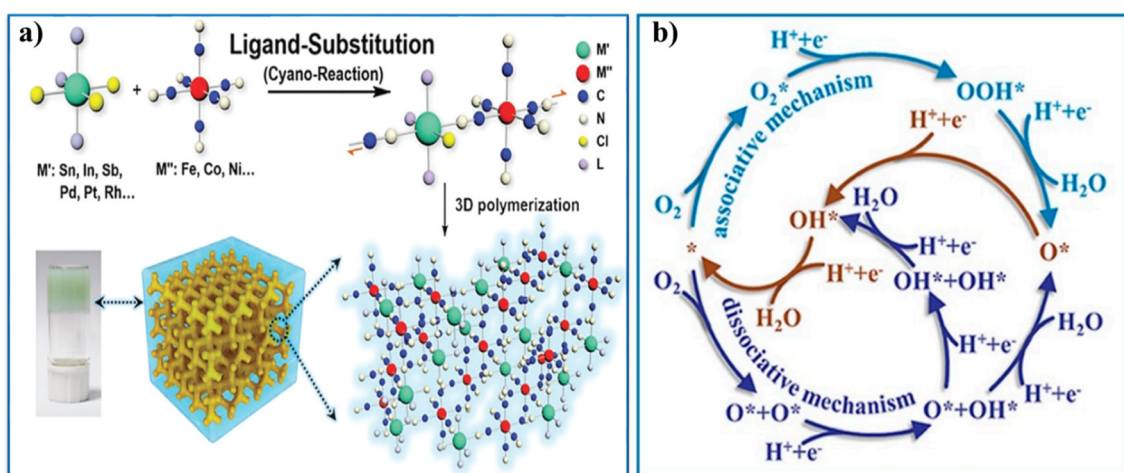 a)
Ligand-Substitution
(Cyano-Reaction)
+
M': Sn, In, Sb,
Pd, Pt, Rh...
M'': Fe, Co, Ni...
M'
M''
C
N
Cl
L
3D polymerization
b)
H⁺+e⁻
O₂*
OOH*
associative mechanism
H⁺+e⁻
H⁺+e⁻
O₂
H₂O
H₂O
OH*
*
H⁺+e⁻
O*
H⁺+e⁻
OH*+OH*
O₂
H₂O
H₂O
dissociative mechanism
H⁺+e⁻
O*+O*
O*+OH*
H⁺+e⁻
H⁺+e⁻